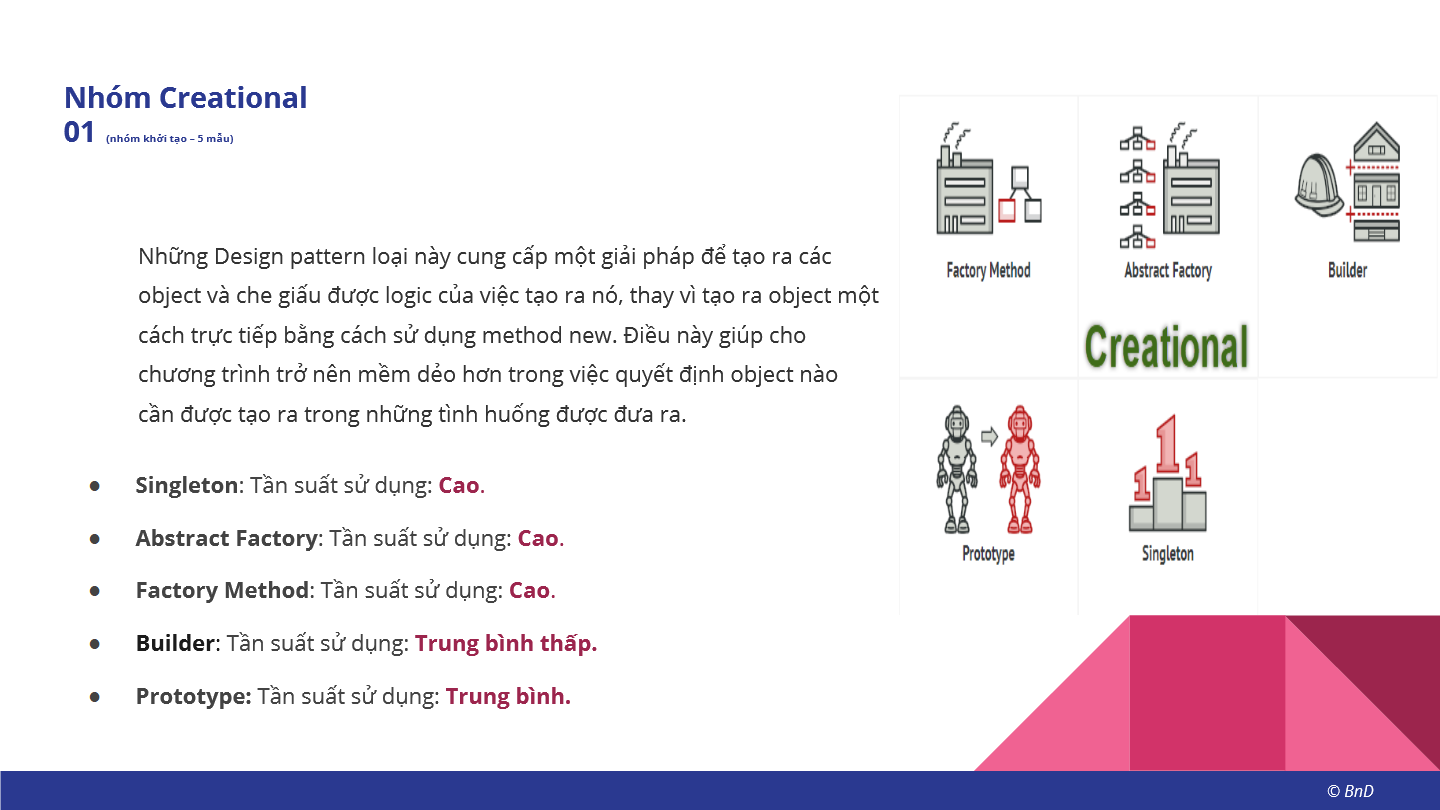 Nhóm Creational
01 (nhóm khởi tạo – 5 mẫu)
Những Design pattern loại này cung cấp một giải pháp để tạo ra các
object và che giấu được logic của việc tạo ra nó, thay vì tạo ra object một
cách trực tiếp bằng cách sử dụng method new. Điều này giúp cho
chương trình trở nên mềm dẻo hơn trong việc quyết định object nào
cần được tạo ra trong những tình huống được đưa ra.
● Singleton: Tần suất sử dụng: Cao.
● Abstract Factory: Tần suất sử dụng: Cao.
● Factory Method: Tần suất sử dụng: Cao.
● Builder: Tần suất sử dụng: Trung bình thấp.
● Prototype: Tần suất sử dụng: Trung bình.
Factory Method
Abstract Factory
Builder
Creational
1
1
1
Prototype
Singleton
© BnD